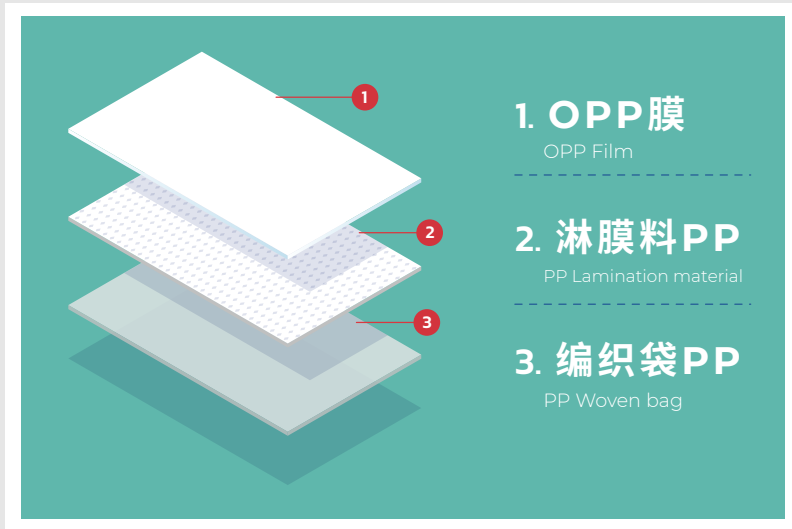 1
2
3
1. OPP膜
OPP Film
2. 淋膜料PP
PP Lamination material
3. 编织袋PP
PP Woven bag